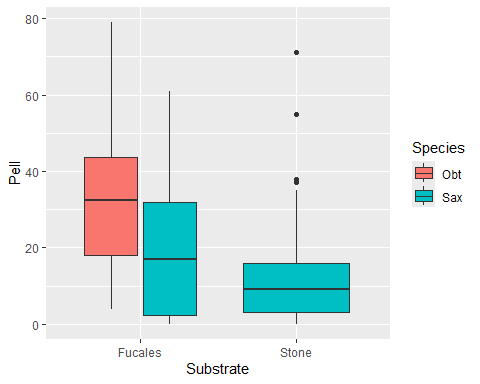 80
60
40
20
0
Pell
Fucales
Stone
Substrate
Species
Obt
Sax